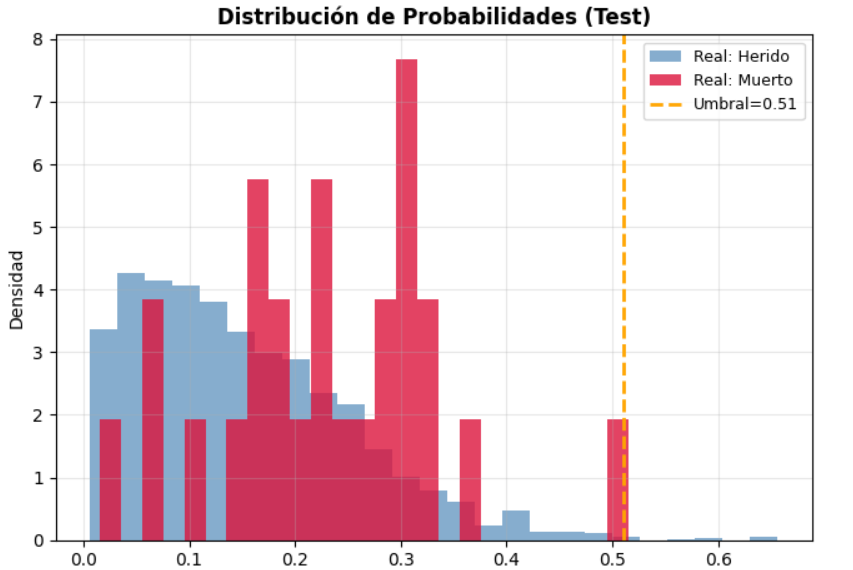 Distribución de Probabilidades (Test)
Real: Herido
Real: Muerto
Umbral=0.51
Densidad
8
7
6
5
4
3
2
1
0
0.0 0.1 0.2 0.3 0.4 0.5 0.6